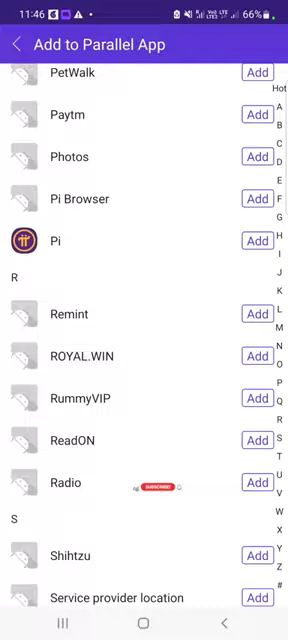 11:46 66%
Add to Parallel App
PetWalk Add
Hot
Paytm Add
Photos Add
Pi Browser Add
Pi Add
R
Remint Add
ROYAL.WIN Add
RummyVIP Add
ReadON Add
Radio Add
SUBSCRIBE
S
Shihtzu Add
Service provider location Add
A
B
C
D
E
F
G
H
I
J
K
L
M
N
O
P
Q
R
S
T
U
V
W
X
Y
Z
#